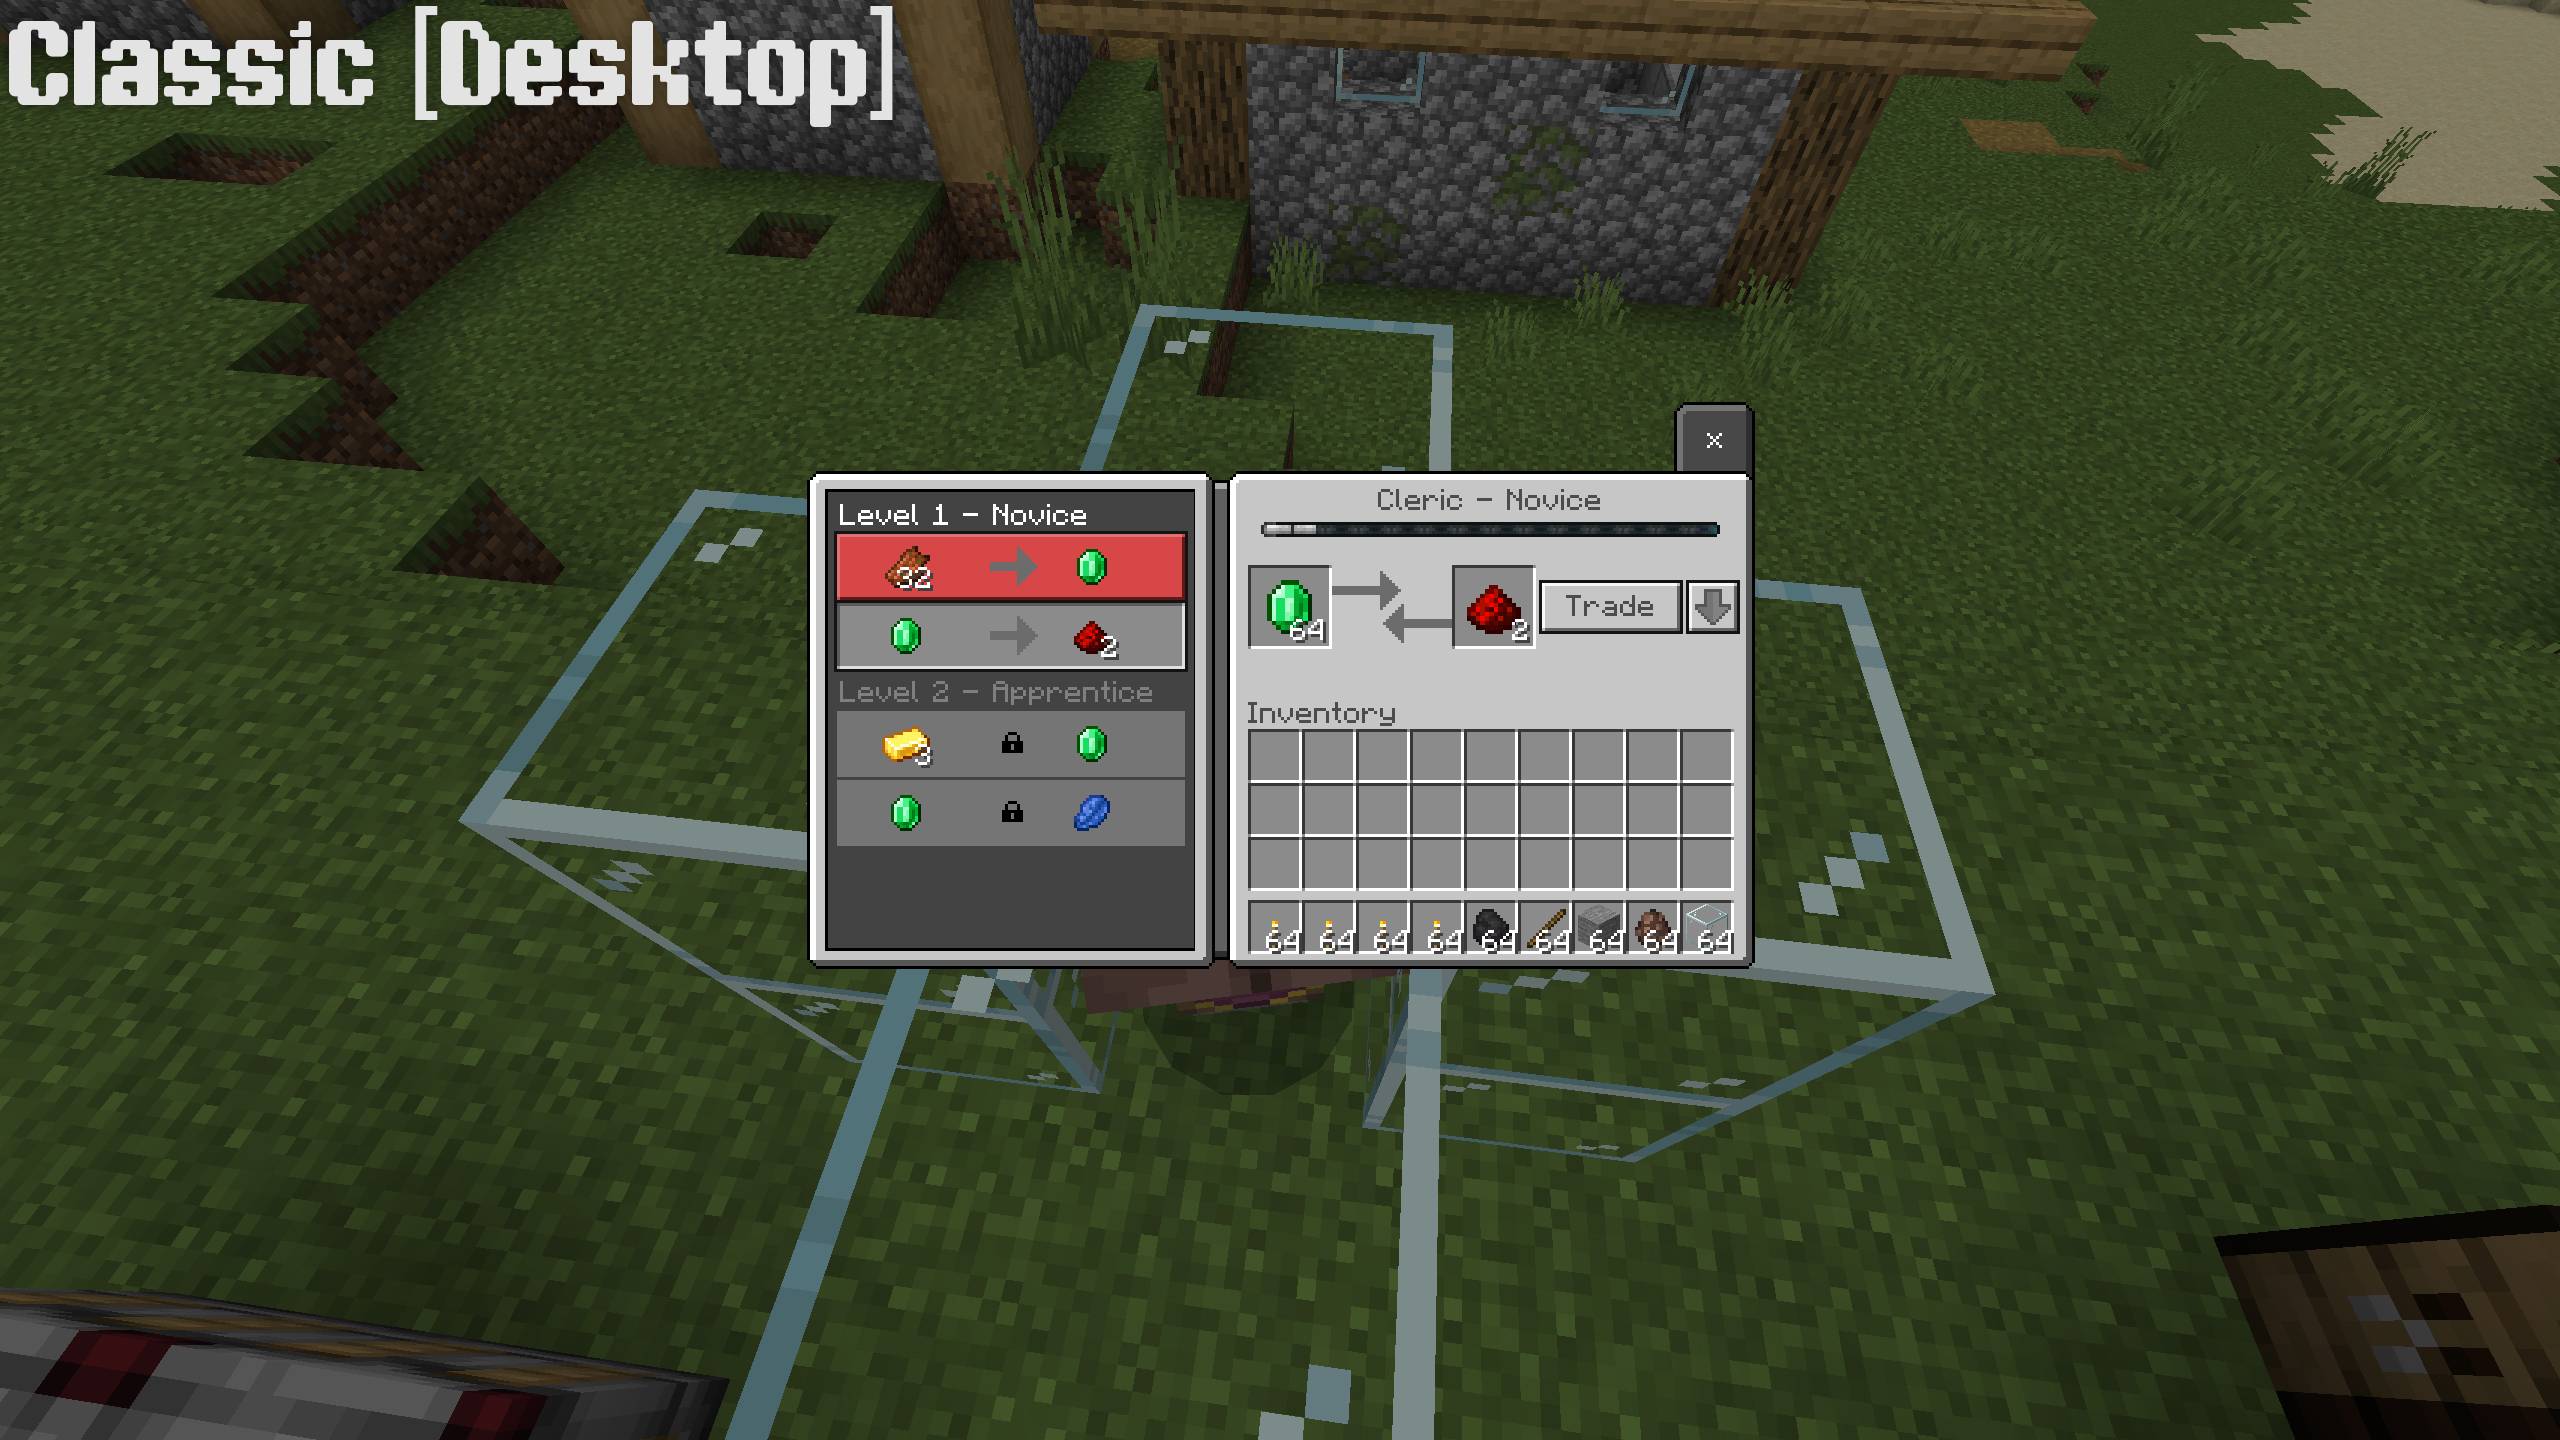 Classic [Desktop]
×
Level 1 - Novice
32
2
Level 2 - Apprentice
3
Cleric - Novice
64
2
Trade
Inventory
64 64 64 64 64 64 64 64 64